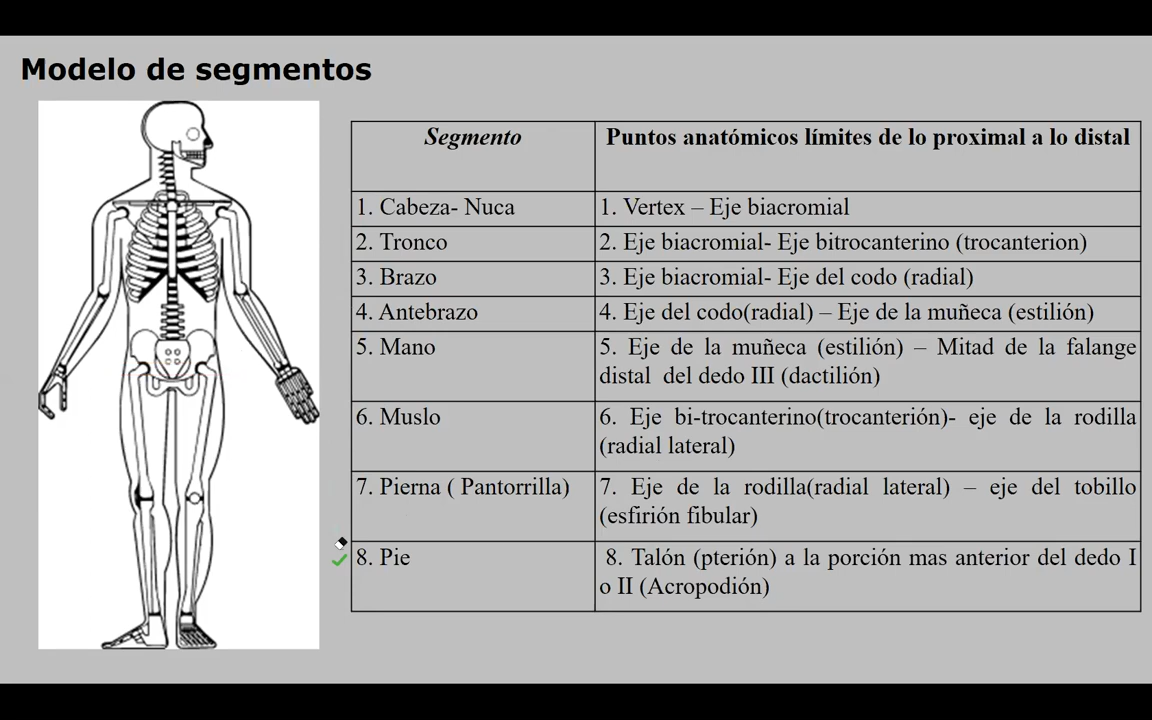 Modelo de segmentos
Segmento
Puntos anatómicos límites de lo proximal a lo distal
1. Cabeza- Nuca
1. Vertex – Eje biacromial
2. Tronco
2. Eje biacromial- Eje bitrocanterino (trocanterion)
3. Brazo
3. Eje biacromial- Eje del codo (radial)
4. Antebrazo
4. Eje del codo(radial) – Eje de la muñeca (estilión)
5. Mano
5. Eje de la muñeca (estilión) – Mitad de la falange
distal del dedo III (dactilión)
6. Muslo
6. Eje bi-trocanterino(trocanterión)- eje de la rodilla
(radial lateral)
7. Pierna ( Pantorrilla)
7. Eje de la rodilla(radial lateral) – eje del tobillo
(esfirión fibular)
8. Pie
8. Talón (pterión) a la porción mas anterior del dedo I
o II (Acropodión)